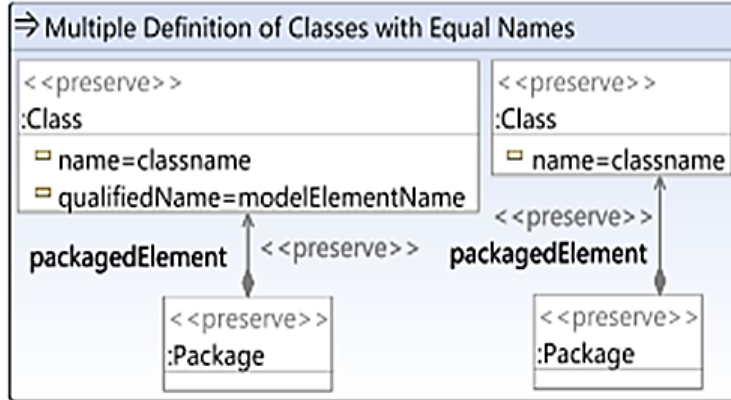 Multiple Definition of Classes with Equal Names
<<preserve>>
:Class
name=classname
qualifiedName=modelElementName
<<preserve>>
:Class
name=classname
packagedElement
<<preserve>>
<<preserve>>
packagedElement
<<preserve>>
:Package
<<preserve>>
:Package